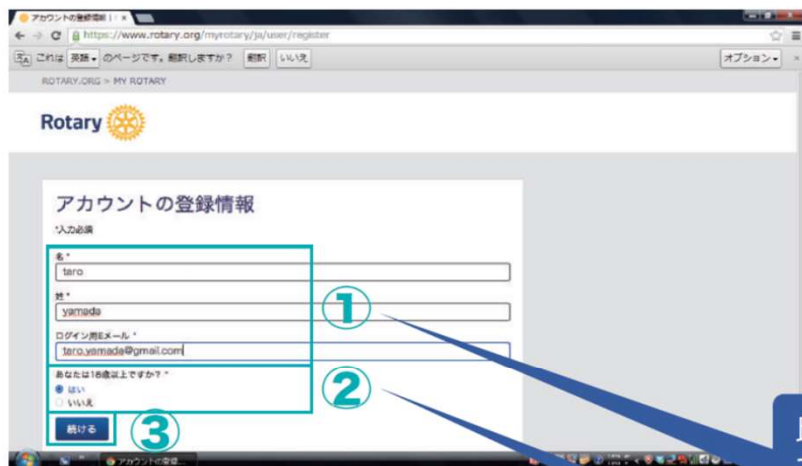 アカウントの登録情報 |
https://www.rotary.org/myrotary/ja/user/register
これは 英語 のページです。翻訳しますか? 翻訳 いいえ オプション
ROTARY.ORG > MY ROTARY
Rotary
アカウントの登録情報
*入力必須
名 *
taro
姓 *
yamada
ログイン用Eメール *
taro.yamada@gmail.com
①
あなたは18歳以上ですか? *
はい
いいえ
②
続ける
③
アカウントの登録...